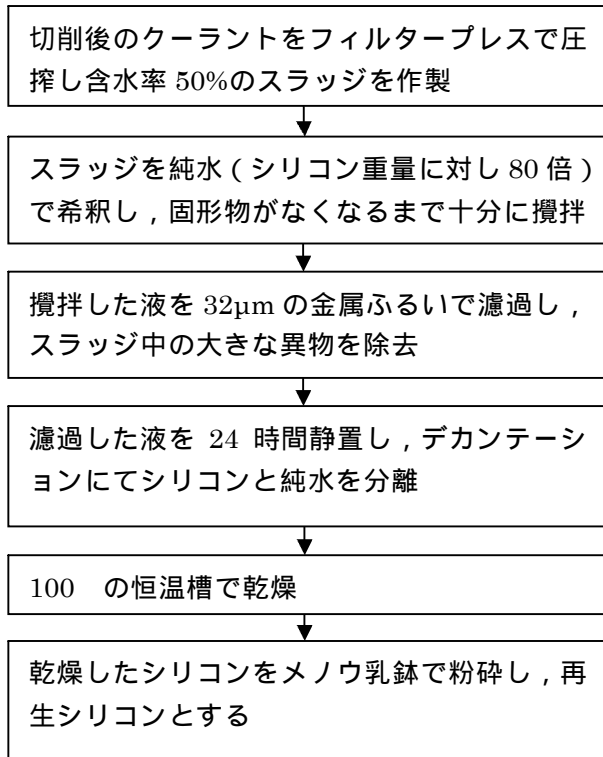 切削後のクーラントをフィルタープレスで圧
搾し含水率 50%のスラッジを作製
スラッジを純水（シリコン重量に対し 80 倍）
で希釈し，固形物がなくなるまで十分に攪拌
攪拌した液を 32μm の金属ふるいで濾過し，
スラッジ中の大きな異物を除去
濾過した液を 24 時間静置し，デカンテーシ
ョンにてシリコンと純水を分離
100　の恒温槽で乾燥
乾燥したシリコンをメノウ乳鉢で粉砕し，再
生シリコンとする